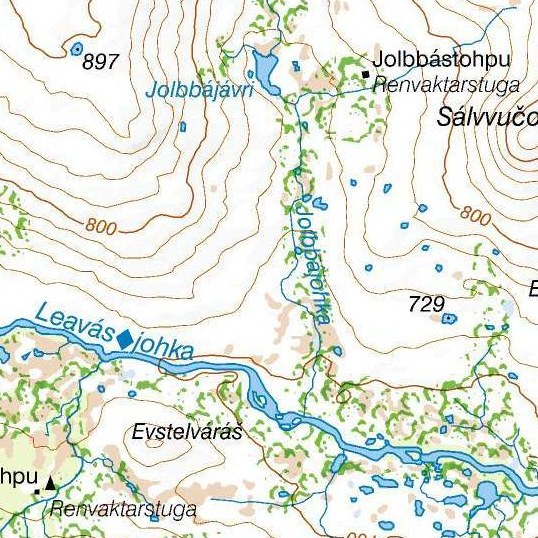 897
Jolbbástohpu
Renvaktarstuga
Jolbbájávri
Sálvvučo
800
800
Jolbbájohka
729
E
Leavás johka
Evstelváráš
hpu
Renvaktarstuga